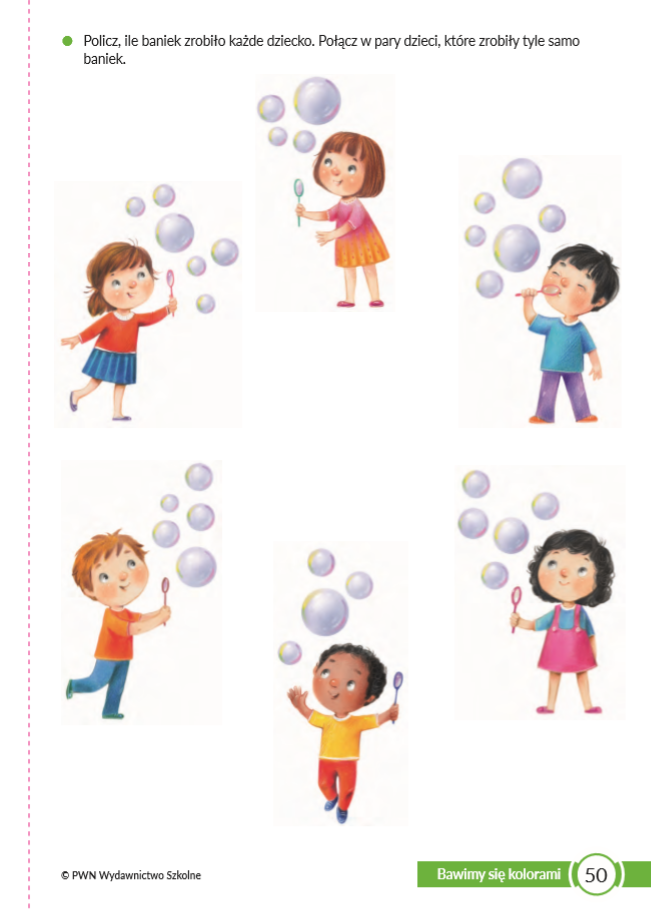 Policz, ile baniek zrobiło każde dziecko. Połącz w pary dzieci, które zrobiły tyle samo
baniek.
© PWN Wydawnictwo Szkolne
Bawimy się kolorami 50